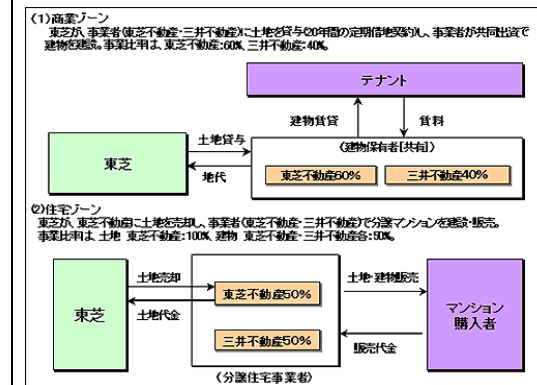 (1)商業ゾーン
東芝が、事業者(東芝不動産・三井不動産)に土地を貸与(20年間の定期借地契約)し、事業者が共同出資で
建物を建設。事業比率は、東芝不動産:60%、三井不動産:40%。
テナント
建物賃貸
賃料
東芝
土地貸与
地代
(建物保有者[共有])
東芝不動産60%
三井不動産40%
(2)住宅ゾーン
東芝が、東芝不動産に土地を売却し、事業者(東芝不動産・三井不動産)で分譲マンションを建設・販売。
事業比率は、土地 東芝不動産:100%、建物 東芝不動産・三井不動産各:50%。
東芝
土地売却
土地代金
東芝不動産50%
三井不動産50%
(分譲住宅事業者)
土地・建物販売
販売代金
マンション
購入者